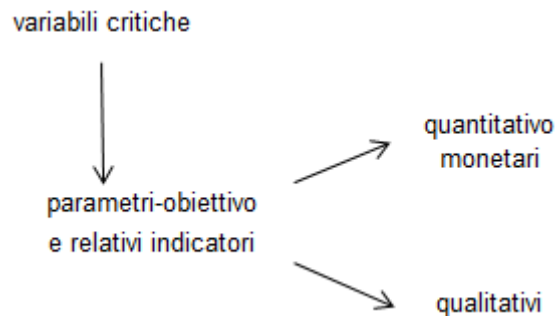 variabili critiche
quantitativo
monetari
parametri-obiettivo
e relativi indicatori
qualitativi